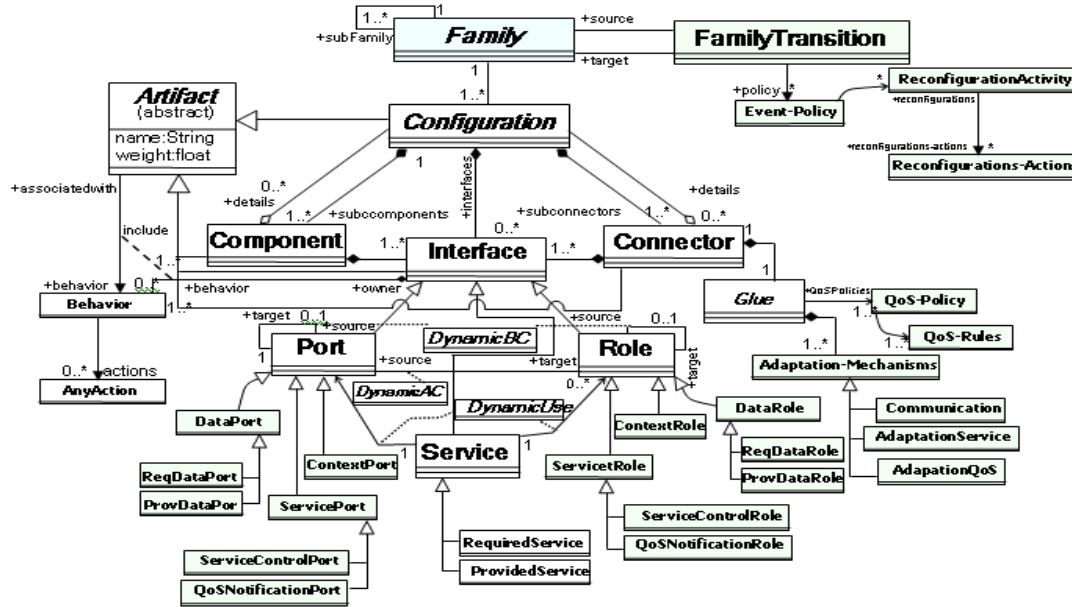 1
1..*
+subFamily
Family
+source
+target
FamilyTransition
1
1..*
+policy
*
Event-Policy
*
ReconfigurationActivity
+reconfigurations
+reconfigurations-actions
*
Reconfigurations-Action
Artifact
(abstract)
name:String
weight:float
Configuration
1
+associatedwith
0..*
+details
1..*
+subccomponents
+interfaces
+subconnectors
1..*
+details
0..*
include
Component
1..*
0..*
Interface
1..*
Connector
1
1..
+behavior
0..*
+behavior
+owner
1
Behavior
1..
Glue
+QoSPolicies
1..*
QoS-Policy
1..*
QoS-Rules
+target
0..1
+source
DynamicBC
+source
0..1
1
Port
+source
+target
Role
+target
1..*
Adaptation-Mechanisms
0..*
actions
AnyAction
DynamicAC
DynamicUse
0..*
DataPort
DataRole
Communication
ContextRole
AdaptationService
ContextPort
1
Service
1
ServicetRole
ReqDataRole
AdapationQoS
ReqDataPort
ProvDataRole
ProvDataPor
ServicePort
ServiceControlRole
RequiredService
QoSNotificationRole
ServiceControlPort
ProvidedService
QoSNotificationPort